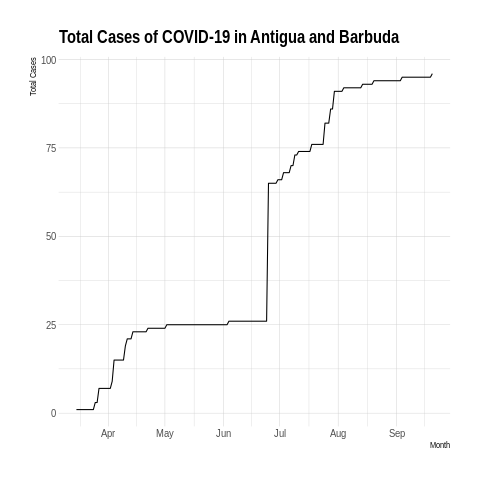 Total Cases of COVID-19 in Antigua and Barbuda
Total Cases
100
75
50
25
0
Apr May Jun Jul Aug Sep
Month